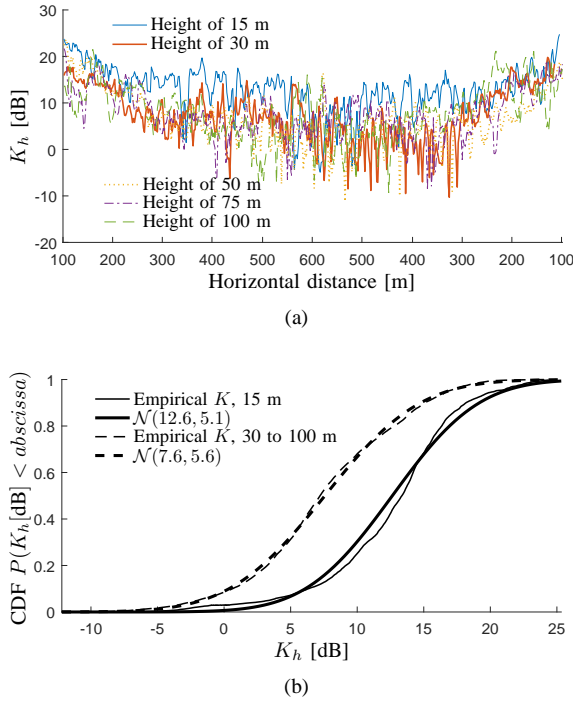 30
20
10
0
-10
-20
K_h [dB]
Height of 15 m
Height of 30 m
Height of 50 m
Height of 75 m
Height of 100 m
100 200 300 400 500 600 500 400 300 200 100
Horizontal distance [m]
(a)
1
0.8
0.6
0.4
0.2
0
CDF P(K_h[dB] < abscissa)
Empirical K, 15 m
𝒩(12.6, 5.1)
Empirical K, 30 to 100 m
𝒩(7.6, 5.6)
-10 -5 0 5 10 15 20 25
K_h [dB]
(b)